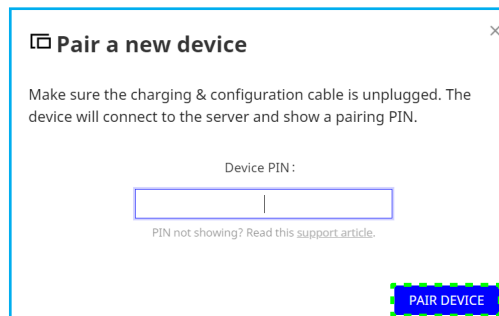 Pair a new device
Make sure the charging & configuration cable is unplugged. The
device will connect to the server and show a pairing PIN.
Device PIN:
PIN not showing? Read this support article.
PAIR DEVICE